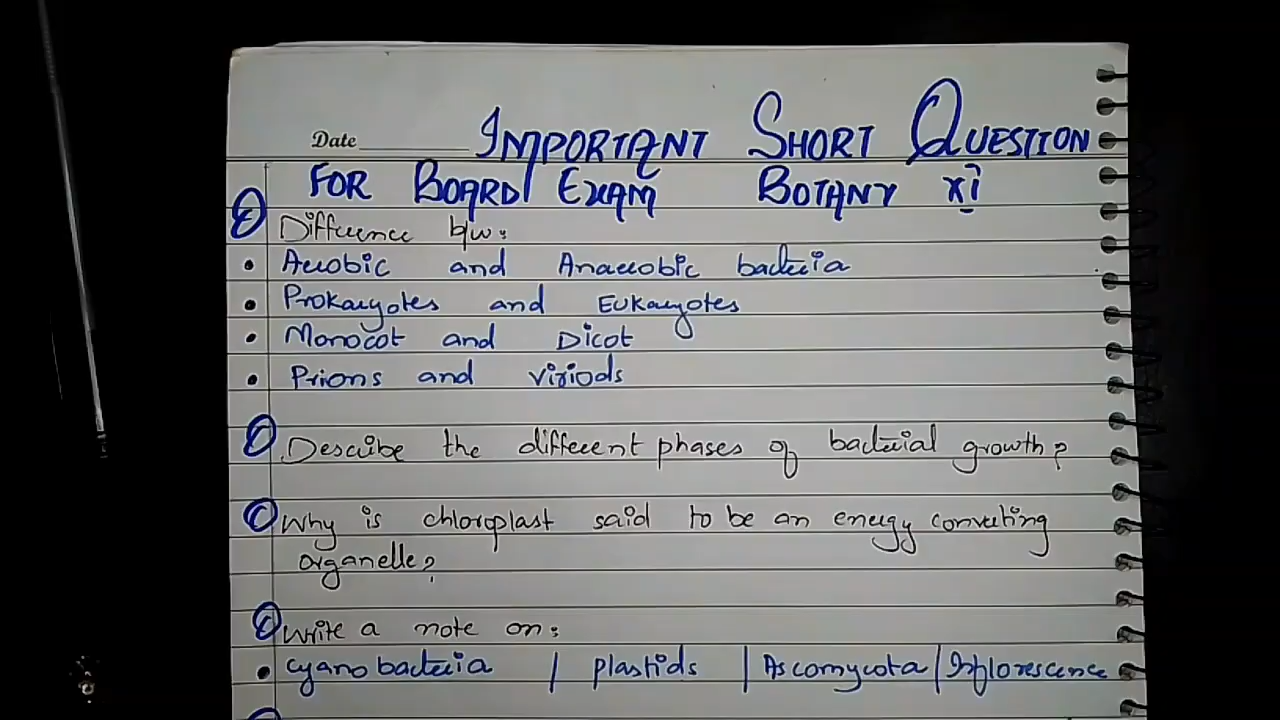 Date
IMPORTANT SHORT QUESTION
FOR BOARD EXAM BOTANY XI
Q Difference b/w:
• Aerobic and Anaerobic bacteria
• Prokaryotes and Eukaryotes
• Monocot and Dicot
• Prions and Viriods
Q Describe the different phases of bacterial growth?
Q Why is chloroplast said to be an energy converting
organelle?
Q Write a note on:
• Cyanobacteria / Plastids / Ascomycota / Inflorescence